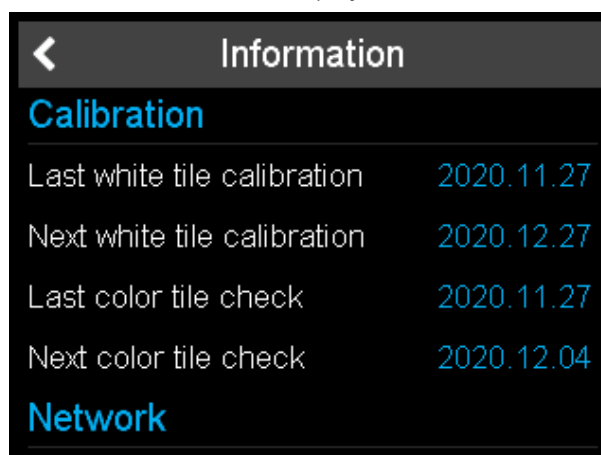 Information
Calibration
Last white tile calibration 2020.11.27
Next white tile calibration 2020.12.27
Last color tile check 2020.11.27
Next color tile check 2020.12.04
Network